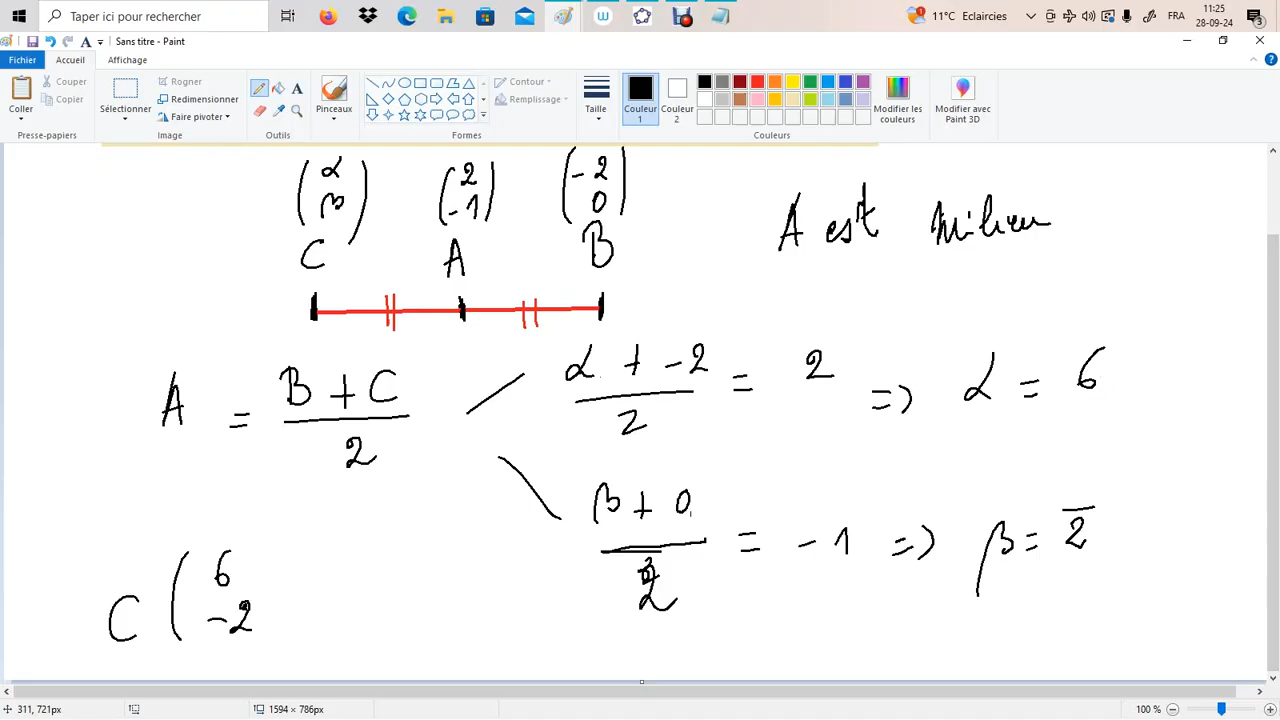 Taper ici pour rechercher 11°C Eclaircies FRA 11:25 28-09-24 3
Sans titre - Paint
Fichier Accueil Affichage
Coller Couper Copier Sélectionner Rogner Redimensionner Faire pivoter A Pinceaux Contour Remplissage Taille Couleur 1 Couleur 2 Modifier les couleurs Modifier avec Paint 3D
Presse-papiers Image Outils Formes Couleurs
α 2 -2
β -1 0
C A B
A est Milieu
A = B + C / 2
α + -2 / 2 = 2 => α = 6
β + 0 / 2 = -1 => β = -2
C ( 6
-2
311, 721px 1594 × 786px 100 %